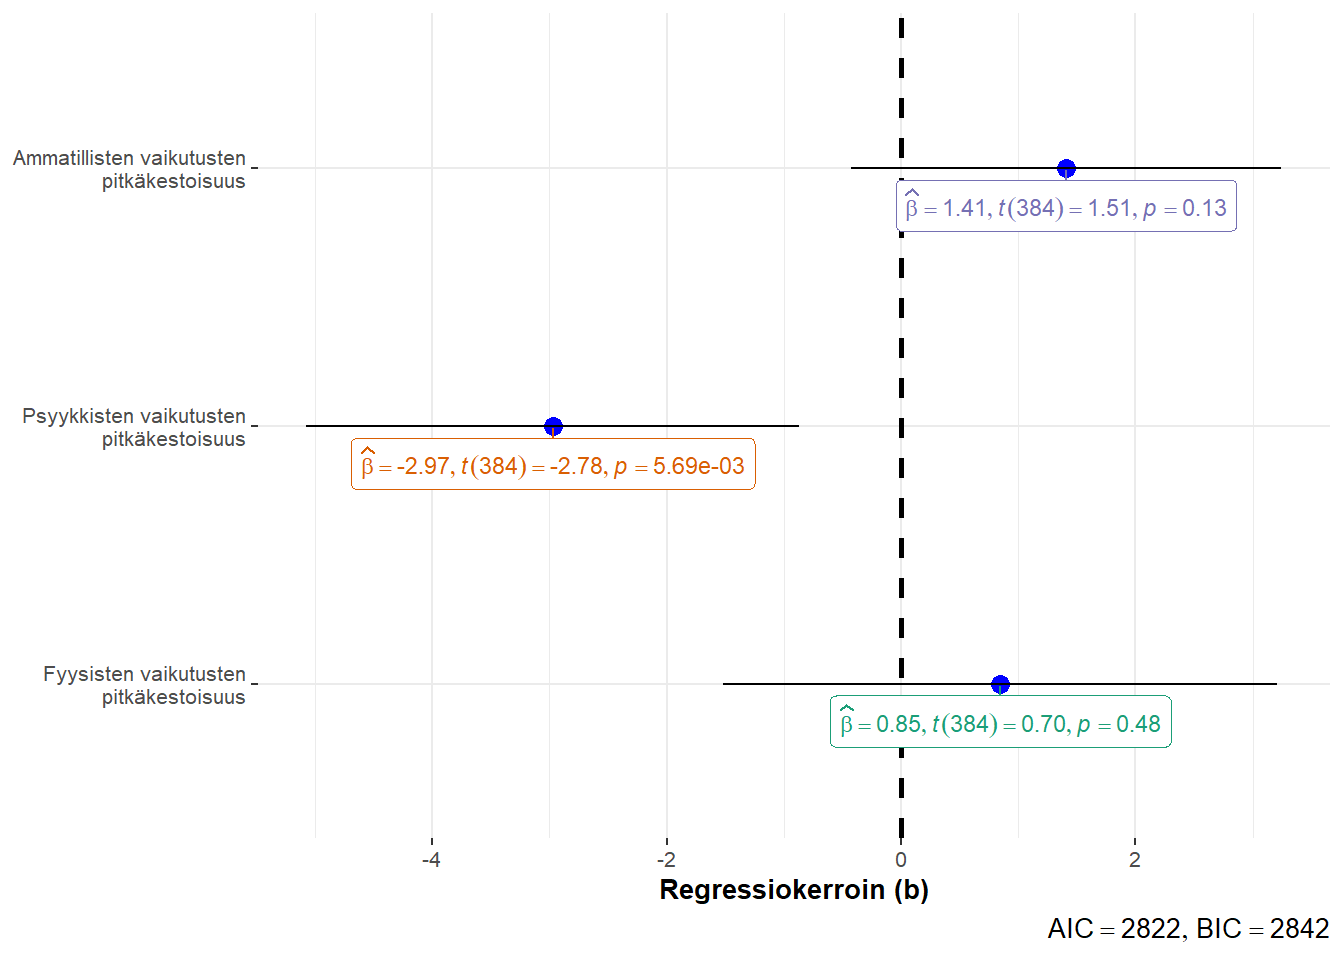 Ammatillisten vaikutusten
pitkäkestoisuus
β̂ = 1.41, t(384) = 1.51, p = 0.13
Psyykkisten vaikutusten
pitkäkestoisuus
β̂ = -2.97, t(384) = -2.78, p = 5.69e-03
Fyysisten vaikutusten
pitkäkestoisuus
β̂ = 0.85, t(384) = 0.70, p = 0.48
-4 -2 0 2
Regressiokerroin (b)
AIC = 2822, BIC = 2842